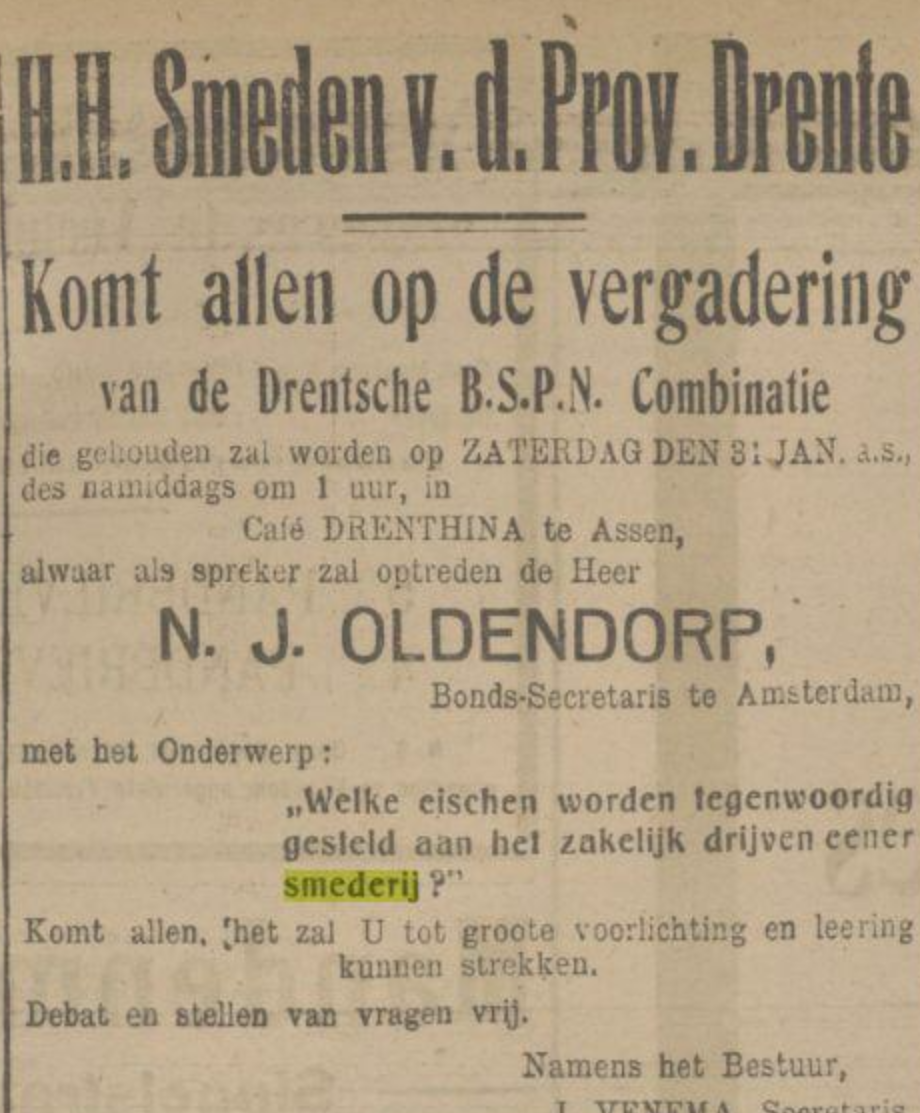 H.H. Smeden v. d. Prov. Drente
Komt allen op de vergadering
van de Drentsche B.S.P.N. Combinatie
die gehouden zal worden op ZATERDAG DEN 31 JAN. a.s.,
des namiddags om 1 uur, in
Café DRENTHINA te Assen,
alwaar als spreker zal optreden de Heer
N. J. OLDENDORP,
Bonds-Secretaris te Amsterdam,
met het Onderwerp:
„Welke eischen worden tegenwoordig
gesteld aan het zakelijk drijven eener
smederij?"
Komt allen, het zal U tot groote voorlichting en leering
kunnen strekken.
Debat en stellen van vragen vrij.
Namens het Bestuur,
J. VENEMA, Secretaris.